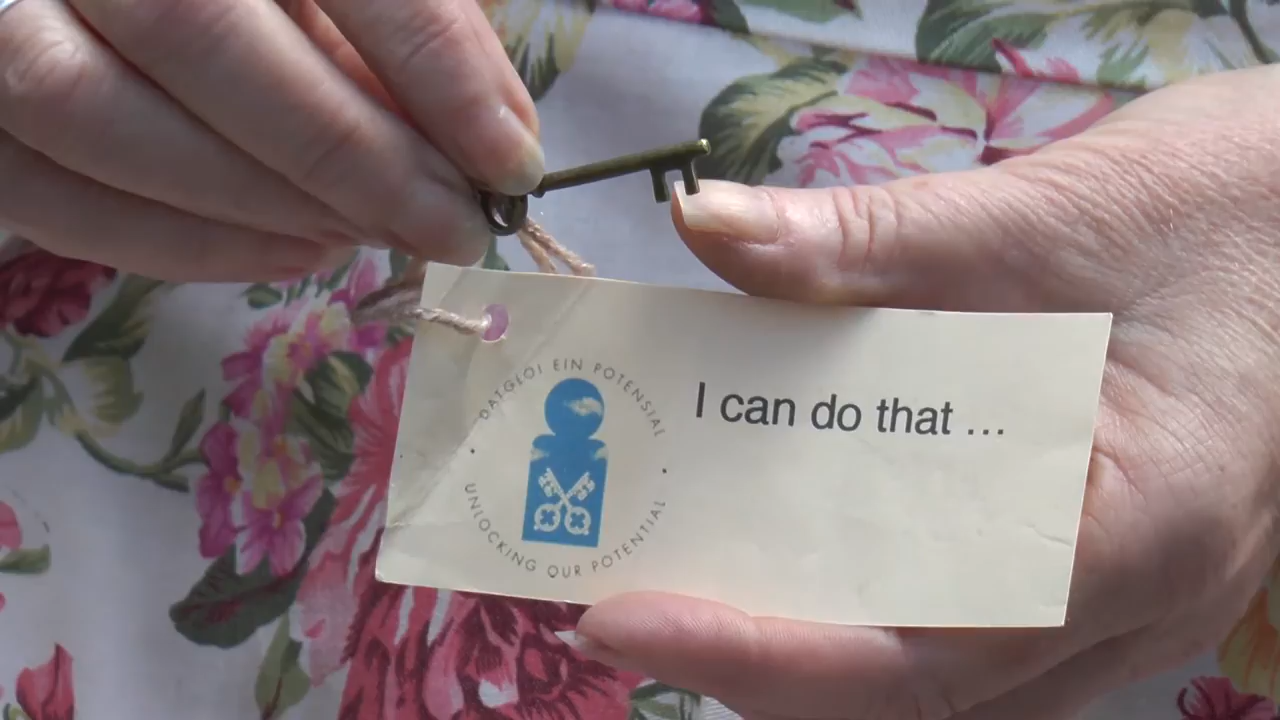 DATGLOI EIN POTENSIAL
I can do that ...
UNLOCKING OUR POTENTIAL